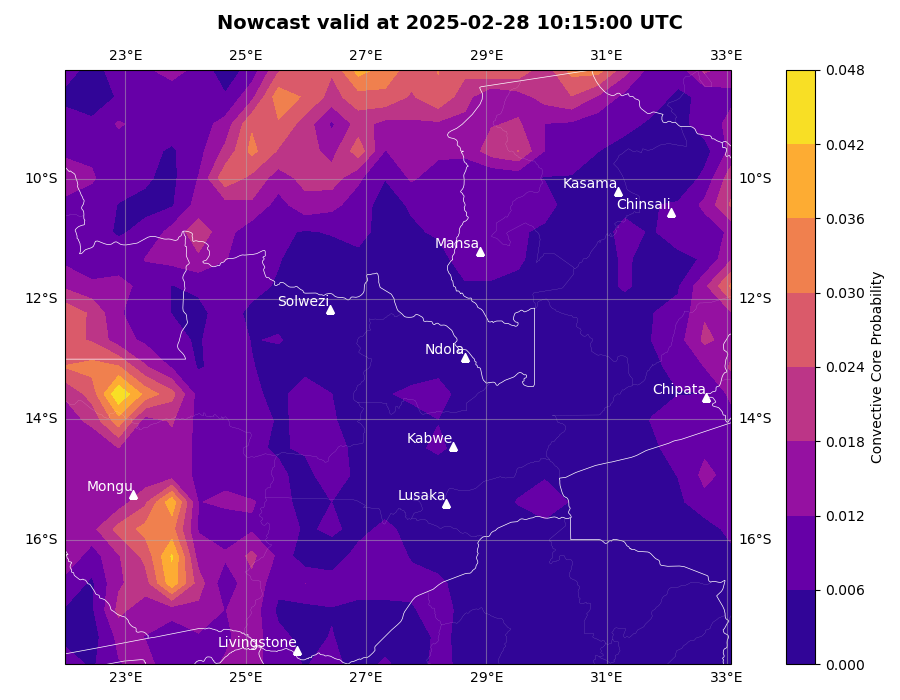 Nowcast valid at 2025-02-28 10:15:00 UTC
23°E 25°E 27°E 29°E 31°E 33°E
0.048
0.042
0.036
0.030
0.024
0.018
0.012
0.006
0.000
Convective Core Probability
10°S 10°S
12°S 12°S
14°S 14°S
16°S 16°S
Kasama
Chinsali
Mansa
Solwezi
Ndola
Chipata
Kabwe
Mongu
Lusaka
Livingstone
23°E 25°E 27°E 29°E 31°E 33°E